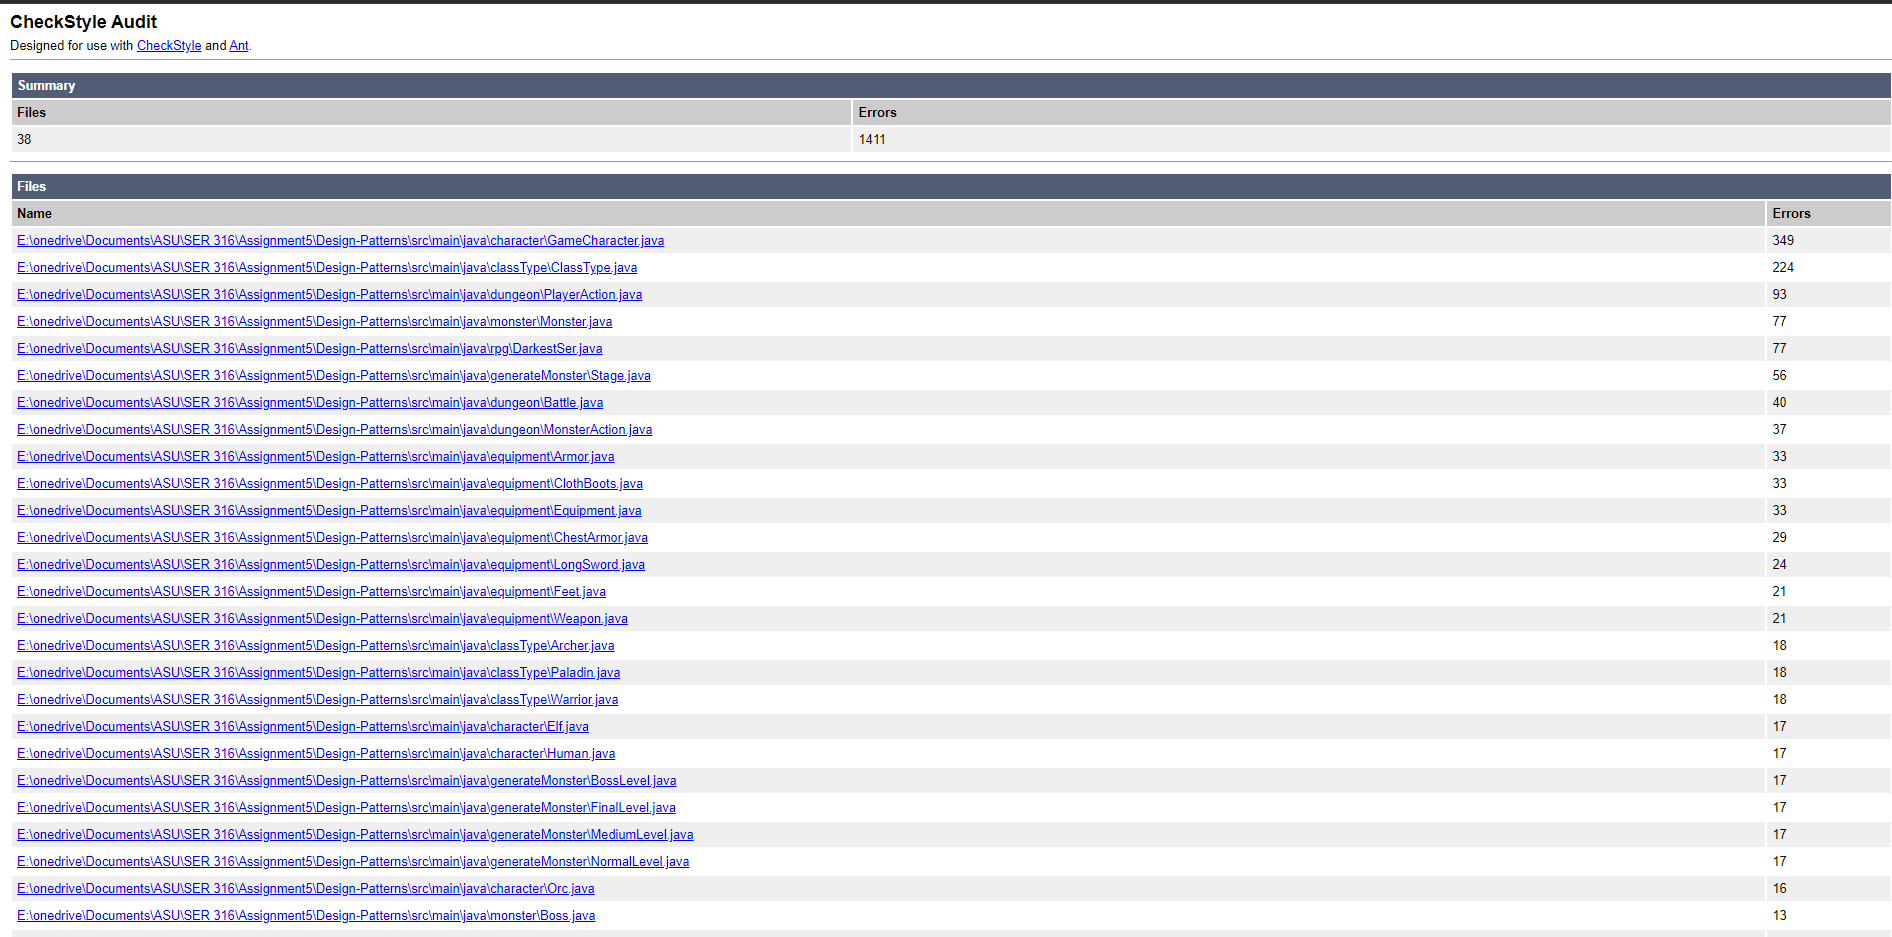 CheckStyle Audit
Designed for use with CheckStyle and Ant.
Summary
Files Errors
38 1411
Files
Name Errors
E:\onedrive\Documents\ASU\SER 316\Assignment5\Design-Patterns\src\main\java\character\GameCharacter.java 349
E:\onedrive\Documents\ASU\SER 316\Assignment5\Design-Patterns\src\main\java\classType\ClassType.java 224
E:\onedrive\Documents\ASU\SER 316\Assignment5\Design-Patterns\src\main\java\dungeon\PlayerAction.java 93
E:\onedrive\Documents\ASU\SER 316\Assignment5\Design-Patterns\src\main\java\monster\Monster.java 77
E:\onedrive\Documents\ASU\SER 316\Assignment5\Design-Patterns\src\main\java\rpg\DarkestSer.java 77
E:\onedrive\Documents\ASU\SER 316\Assignment5\Design-Patterns\src\main\java\generateMonster\Stage.java 56
E:\onedrive\Documents\ASU\SER 316\Assignment5\Design-Patterns\src\main\java\dungeon\Battle.java 40
E:\onedrive\Documents\ASU\SER 316\Assignment5\Design-Patterns\src\main\java\dungeon\MonsterAction.java 37
E:\onedrive\Documents\ASU\SER 316\Assignment5\Design-Patterns\src\main\java\equipment\Armor.java 33
E:\onedrive\Documents\ASU\SER 316\Assignment5\Design-Patterns\src\main\java\equipment\ClothBoots.java 33
E:\onedrive\Documents\ASU\SER 316\Assignment5\Design-Patterns\src\main\java\equipment\Equipment.java 33
E:\onedrive\Documents\ASU\SER 316\Assignment5\Design-Patterns\src\main\java\equipment\ChestArmor.java 29
E:\onedrive\Documents\ASU\SER 316\Assignment5\Design-Patterns\src\main\java\equipment\LongSword.java 24
E:\onedrive\Documents\ASU\SER 316\Assignment5\Design-Patterns\src\main\java\equipment\Feet.java 21
E:\onedrive\Documents\ASU\SER 316\Assignment5\Design-Patterns\src\main\java\equipment\Weapon.java 21
E:\onedrive\Documents\ASU\SER 316\Assignment5\Design-Patterns\src\main\java\classType\Archer.java 18
E:\onedrive\Documents\ASU\SER 316\Assignment5\Design-Patterns\src\main\java\classType\Paladin.java 18
E:\onedrive\Documents\ASU\SER 316\Assignment5\Design-Patterns\src\main\java\classType\Warrior.java 18
E:\onedrive\Documents\ASU\SER 316\Assignment5\Design-Patterns\src\main\java\character\Elf.java 17
E:\onedrive\Documents\ASU\SER 316\Assignment5\Design-Patterns\src\main\java\character\Human.java 17
E:\onedrive\Documents\ASU\SER 316\Assignment5\Design-Patterns\src\main\java\generateMonster\BossLevel.java 17
E:\onedrive\Documents\ASU\SER 316\Assignment5\Design-Patterns\src\main\java\generateMonster\FinalLevel.java 17
E:\onedrive\Documents\ASU\SER 316\Assignment5\Design-Patterns\src\main\java\generateMonster\MediumLevel.java 17
E:\onedrive\Documents\ASU\SER 316\Assignment5\Design-Patterns\src\main\java\generateMonster\NormalLevel.java 17
E:\onedrive\Documents\ASU\SER 316\Assignment5\Design-Patterns\src\main\java\character\Orc.java 16
E:\onedrive\Documents\ASU\SER 316\Assignment5\Design-Patterns\src\main\java\monster\Boss.java 13